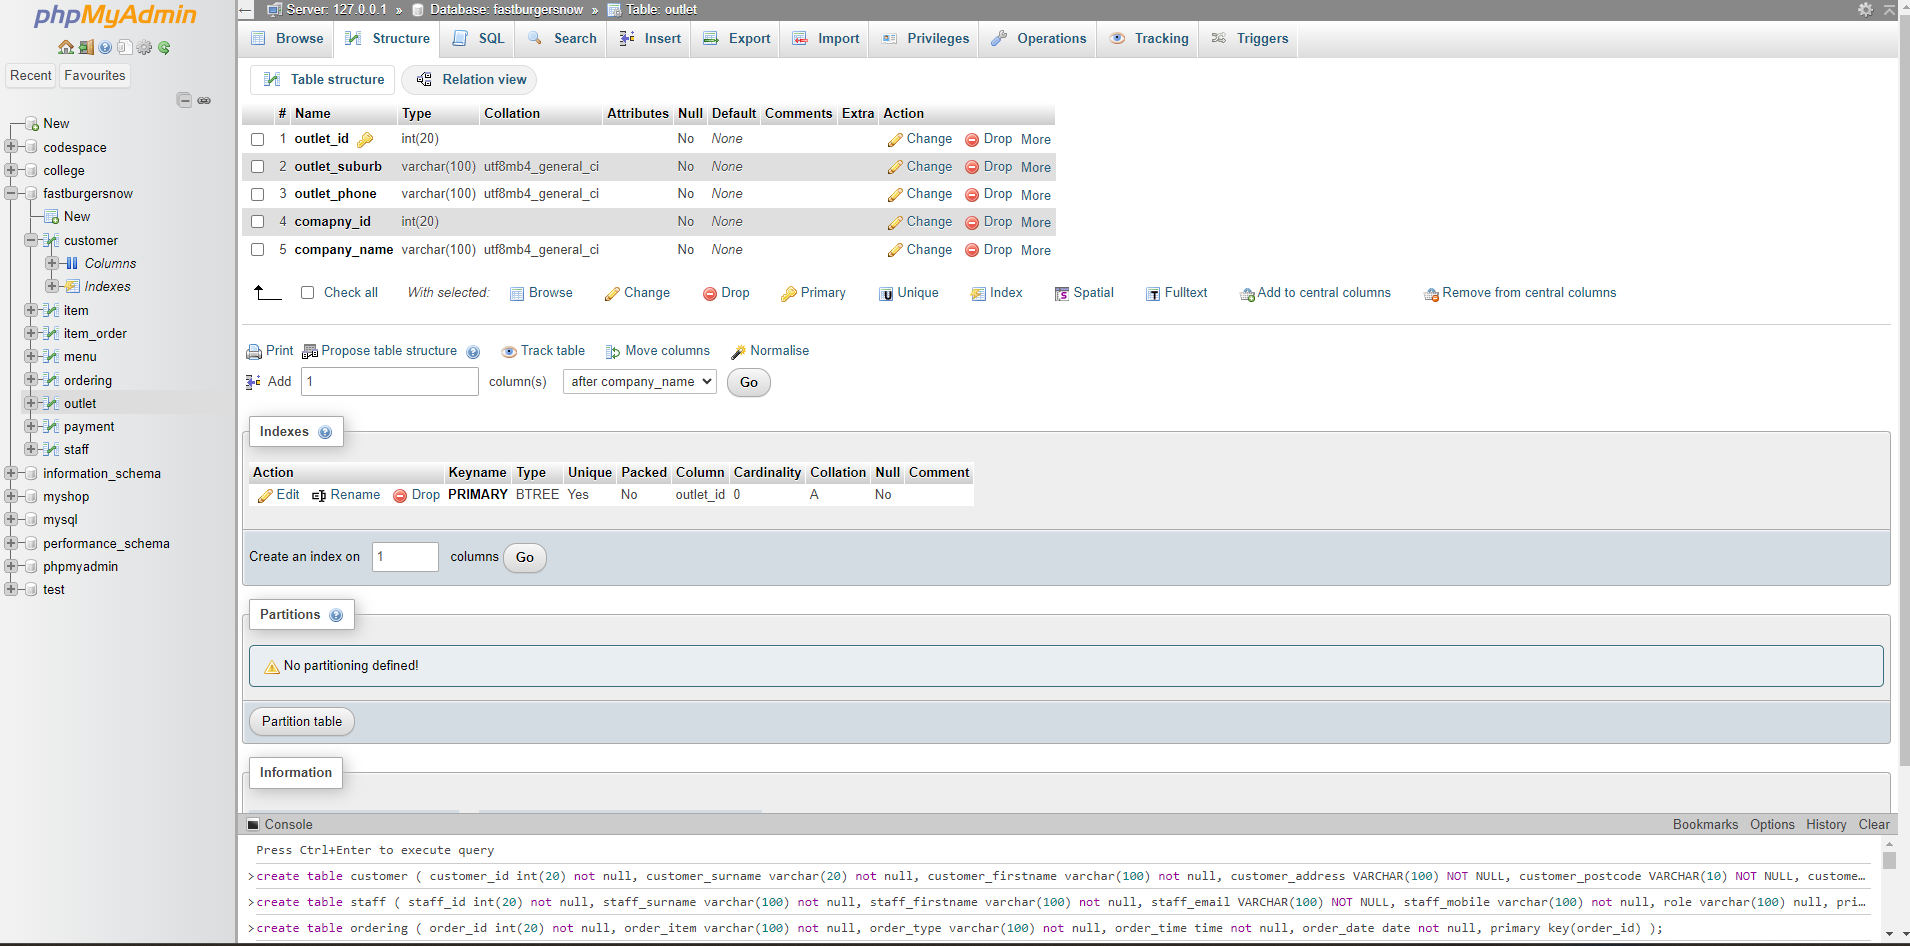 phpMyAdmin
Recent Favourites
New
codespace
college
fastburgersnow
New
customer
Columns
Indexes
item
item_order
menu
ordering
outlet
payment
staff
information_schema
myshop
mysql
performance_schema
phpmyadmin
test
Server: 127.0.0.1 » Database: fastburgersnow » Table: outlet
Browse Structure SQL Search Insert Export Import Privileges Operations Tracking Triggers
Table structure Relation view
# Name Type Collation Attributes Null Default Comments Extra Action
1 outlet_id int(20) No None Change Drop More
2 outlet_suburb varchar(100) utf8mb4_general_ci No None Change Drop More
3 outlet_phone varchar(100) utf8mb4_general_ci No None Change Drop More
4 comapny_id int(20) No None Change Drop More
5 company_name varchar(100) utf8mb4_general_ci No None Change Drop More
Check all With selected: Browse Change Drop Primary Unique Index Spatial Fulltext Add to central columns Remove from central columns
Print Propose table structure Track table Move columns Normalise
Add 1 column(s) after company_name Go
Indexes
Action Keyname Type Unique Packed Column Cardinality Collation Null Comment
Edit Rename Drop PRIMARY BTREE Yes No outlet_id 0 A No
Create an index on 1 columns Go
Partitions
No partitioning defined!
Partition table
Information
Console Bookmarks Options History Clear
Press Ctrl+Enter to execute query
>create table customer ( customer_id int(20) not null, customer_surname varchar(20) not null, customer_firstname varchar(100) not null, customer_address VARCHAR(100) NOT NULL, customer_postcode VARCHAR(10) NOT NULL, custome…
>create table staff ( staff_id int(20) not null, staff_surname varchar(100) not null, staff_firstname varchar(100) not null, staff_email VARCHAR(100) NOT NULL, staff_mobile varchar(100) not null, role varchar(100) null, pri…
>create table ordering ( order_id int(20) not null, order_item varchar(100) not null, order_type varchar(100) not null, order_time time not null, order_date date not null, primary key(order_id) );